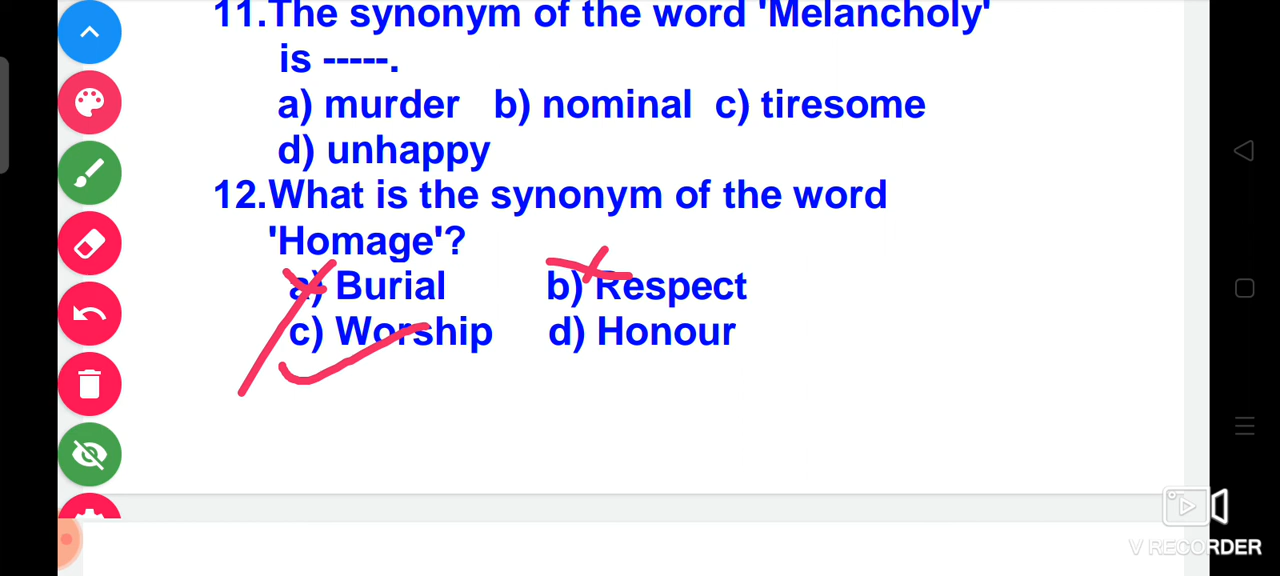 11.The synonym of the word 'Melancholy'
is -----.
a) murder b) nominal c) tiresome
d) unhappy
12.What is the synonym of the word
'Homage'?
a) Burial b) Respect
c) Worship d) Honour
V RECORDER